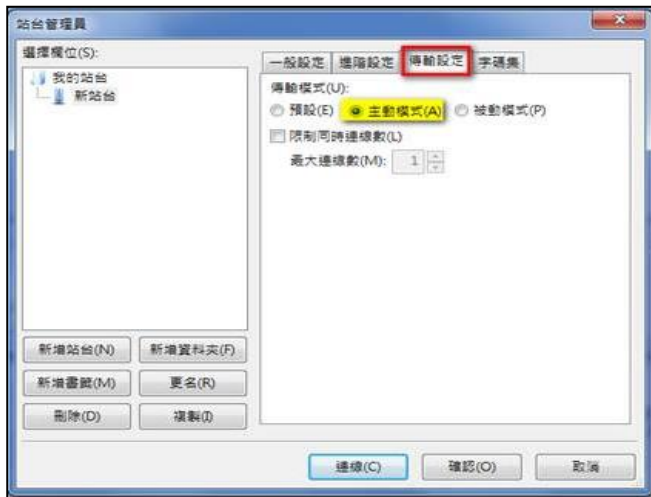 站台管理員
選擇欄位(S):
我的站台
新站台
新增站台(N)
新增資料夾(F)
新增書籤(M)
更名(R)
刪除(D)
複製(I)
一般設定
進階設定
傳輸設定
字碼集
傳輸模式(U):
預設(E)
主動模式(A)
被動模式(P)
限制同時連線數(L)
最大連線數(M):
1
連線(C)
確認(O)
取消